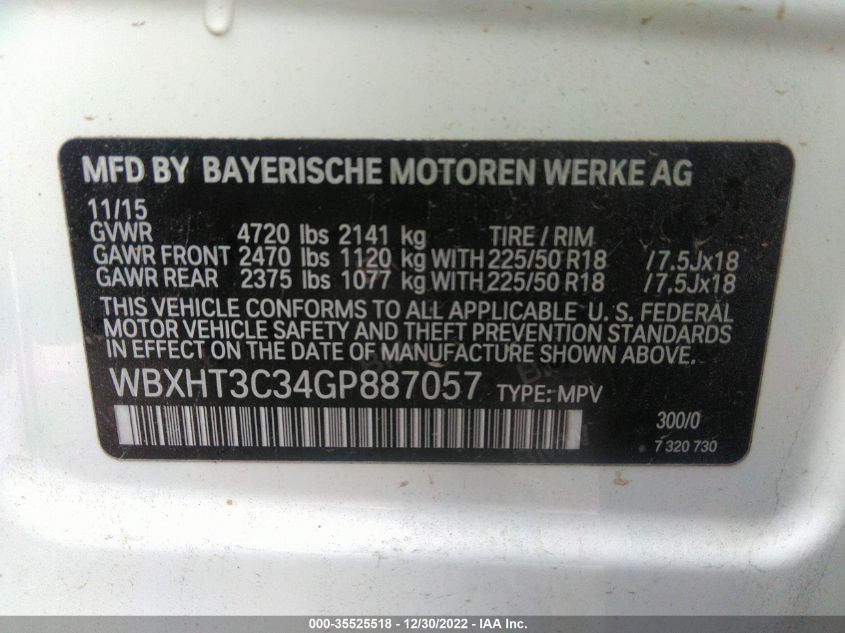 MFD BY BAYERISCHE MOTOREN WERKE AG
11/15
GVWR 4720 lbs 2141 kg TIRE / RIM
GAWR FRONT 2470 lbs 1120 kg WITH 225/50 R18 /7.5Jx18
GAWR REAR 2375 lbs 1077 kg WITH 225/50 R18 /7.5Jx18
THIS VEHICLE CONFORMS TO ALL APPLICABLE U. S. FEDERAL
MOTOR VEHICLE SAFETY AND THEFT PREVENTION STANDARDS
IN EFFECT ON THE DATE OF MANUFACTURE SHOWN ABOVE.
WBXHT3C34GP887057 TYPE: MPV
300/0
7 320 730
000-35525518 - 12/30/2022 - IAA Inc.